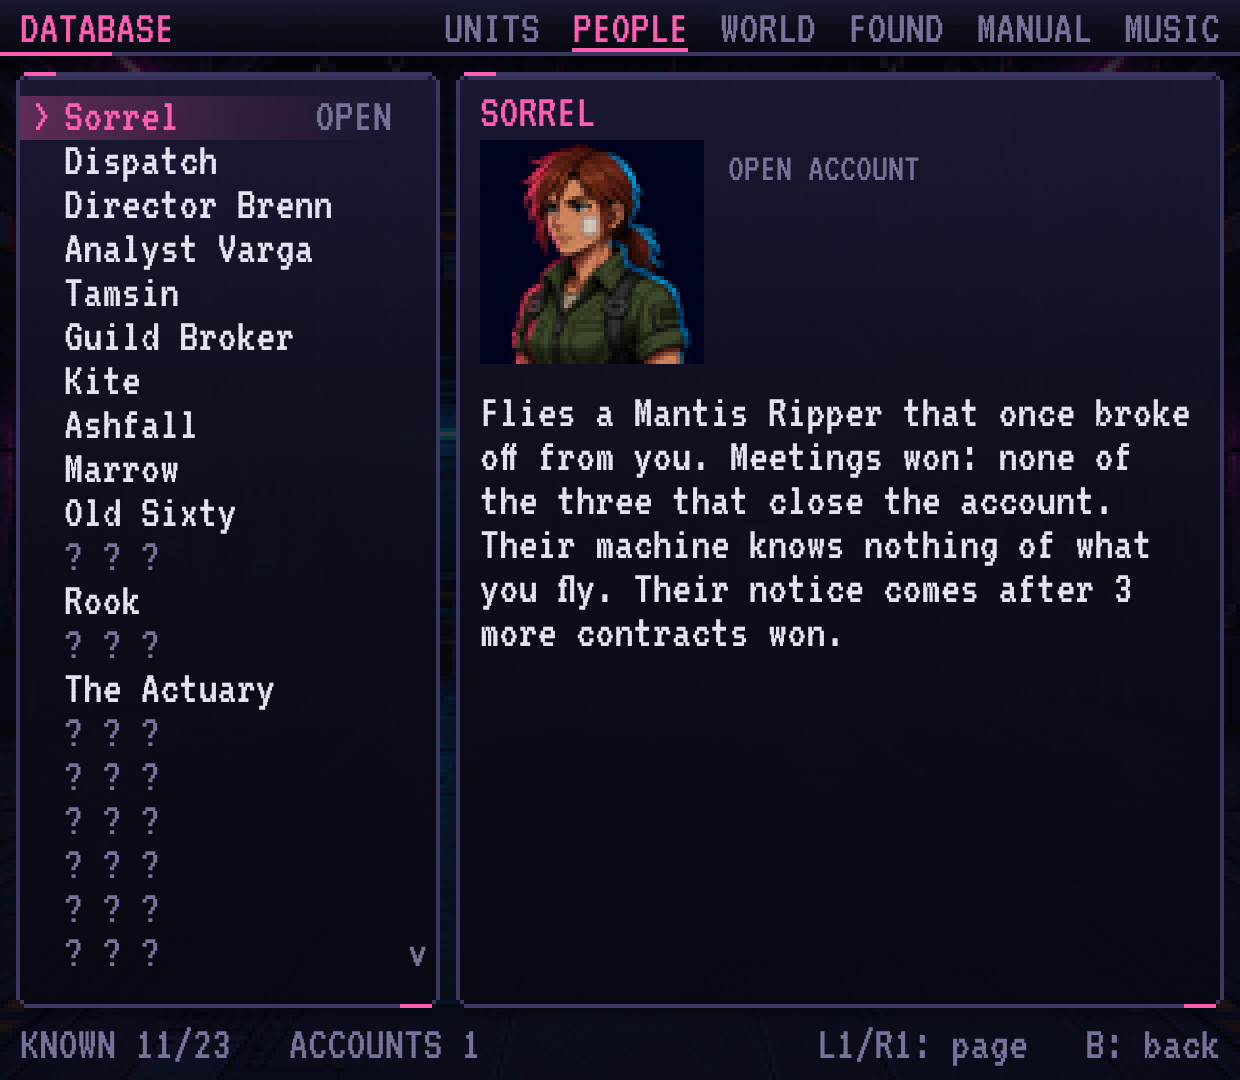 DATABASE UNITS PEOPLE WORLD FOUND MANUAL MUSIC
> Sorrel OPEN
Dispatch
Director Brenn
Analyst Varga
Tamsin
Guild Broker
Kite
Ashfall
Marrow
Old Sixty
? ? ?
Rook
? ? ?
The Actuary
? ? ?
? ? ?
? ? ?
? ? ?
? ? ?
? ? ? v
SORREL
OPEN ACCOUNT
Flies a Mantis Ripper that once broke
off from you. Meetings won: none of
the three that close the account.
Their machine knows nothing of what
you fly. Their notice comes after 3
more contracts won.
KNOWN 11/23 ACCOUNTS 1 L1/R1: page B: back